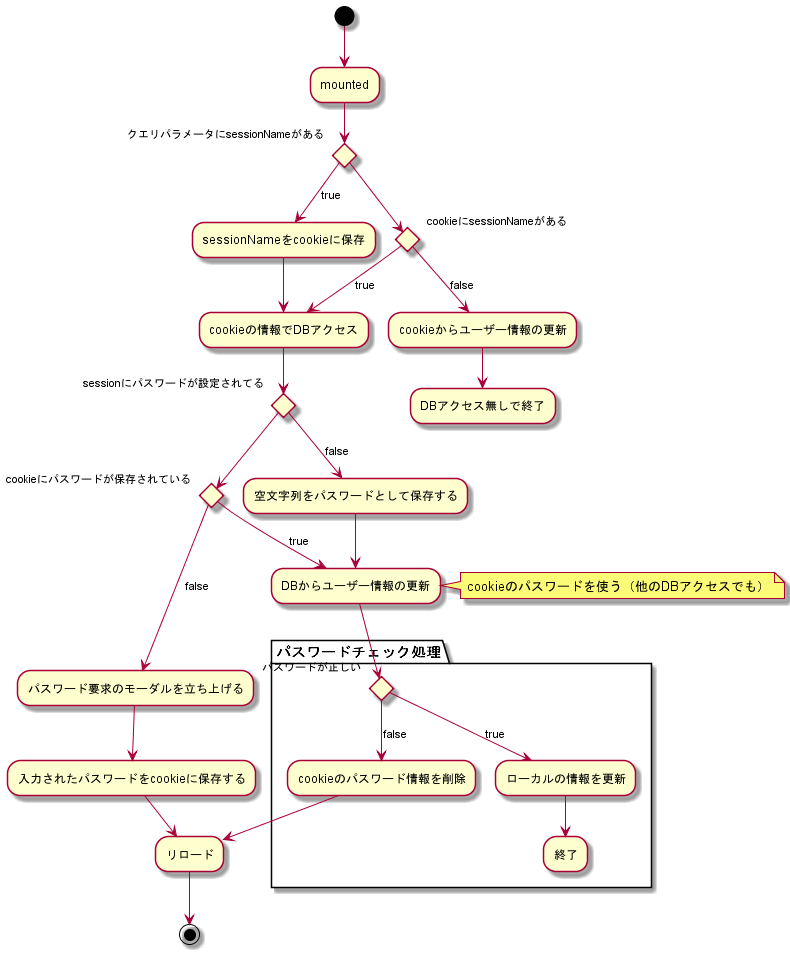 mounted
クエリパラメータにsessionNameがある
true
cookieにsessionNameがある
sessionNameをcookieに保存
true
false
cookieの情報でDBアクセス
cookieからユーザー情報の更新
sessionにパスワードが設定されてる
DBアクセス無しで終了
false
cookieにパスワードが保存されている
空文字列をパスワードとして保存する
true
false
DBからユーザー情報の更新
cookieのパスワードを使う（他のDBアクセスでも）
パスワードチェック処理
パスワードが正しい
パスワード要求のモーダルを立ち上げる
false
true
入力されたパスワードをcookieに保存する
cookieのパスワード情報を削除
ローカルの情報を更新
リロード
終了